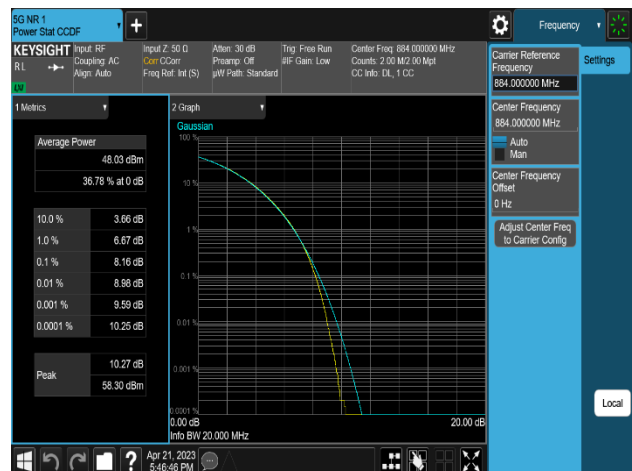 5G NR 1
Power Stat CCDF
Frequency
KEYSIGHT
RL
LM
Input: RF
Coupling: AC
Align: Auto
Input Z: 50 Ω
Corr CCorr
Freq Ref: Int (S)
Atten: 30 dB
Preamp: Off
µW Path: Standard
Trig: Free Run
#IF Gain: Low
Center Freq: 884.000000 MHz
Counts: 2.00 M/2.00 Mpt
CC Info: DL, 1 CC
Carrier Reference
Frequency
884.000000 MHz
Settings
Center Frequency
884.000000 MHz
Auto
Man
Center Frequency
Offset
0 Hz
Adjust Center Freq
to Carrier Config
Local
1 Metrics
Average Power
48.03 dBm
36.78 % at 0 dB
10.0 % 3.66 dB
1.0 % 6.67 dB
0.1 % 8.16 dB
0.01 % 8.98 dB
0.001 % 9.59 dB
0.0001 % 10.25 dB
Peak
10.27 dB
58.30 dBm
2 Graph
Gaussian
100 %
10 %
1 %
0.1 %
0.01 %
0.001 %
0.0001 %
0.00 dB
20.00 dB
Info BW 20.000 MHz
?
Apr 21, 2023
5:46:46 PM